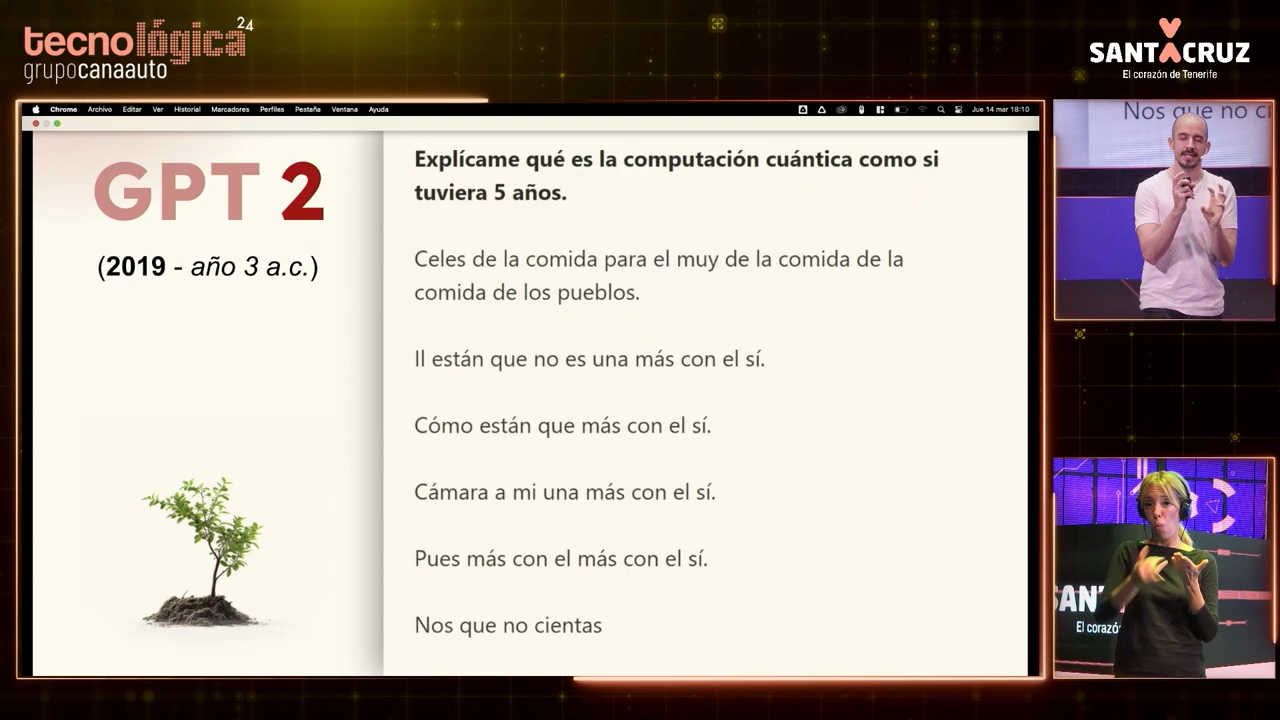 tecnológica24
grupocanaauto
SANTACRUZ
El corazón de Tenerife
Chrome Archivo Editar Ver Historial Marcadores Perfiles Pestaña Ventana Ayuda
Jue 14 mar 18:10
GPT 2
(2019 - año 3 a.c.)
Explícame qué es la computación cuántica como si
tuviera 5 años.
Celes de la comida para el muy de la comida de la
comida de los pueblos.
Il están que no es una más con el sí.
Cómo están que más con el sí.
Cámara a mi una más con el sí.
Pues más con el más con el sí.
Nos que no cientas
Nos que no ci
SAN
El corazó